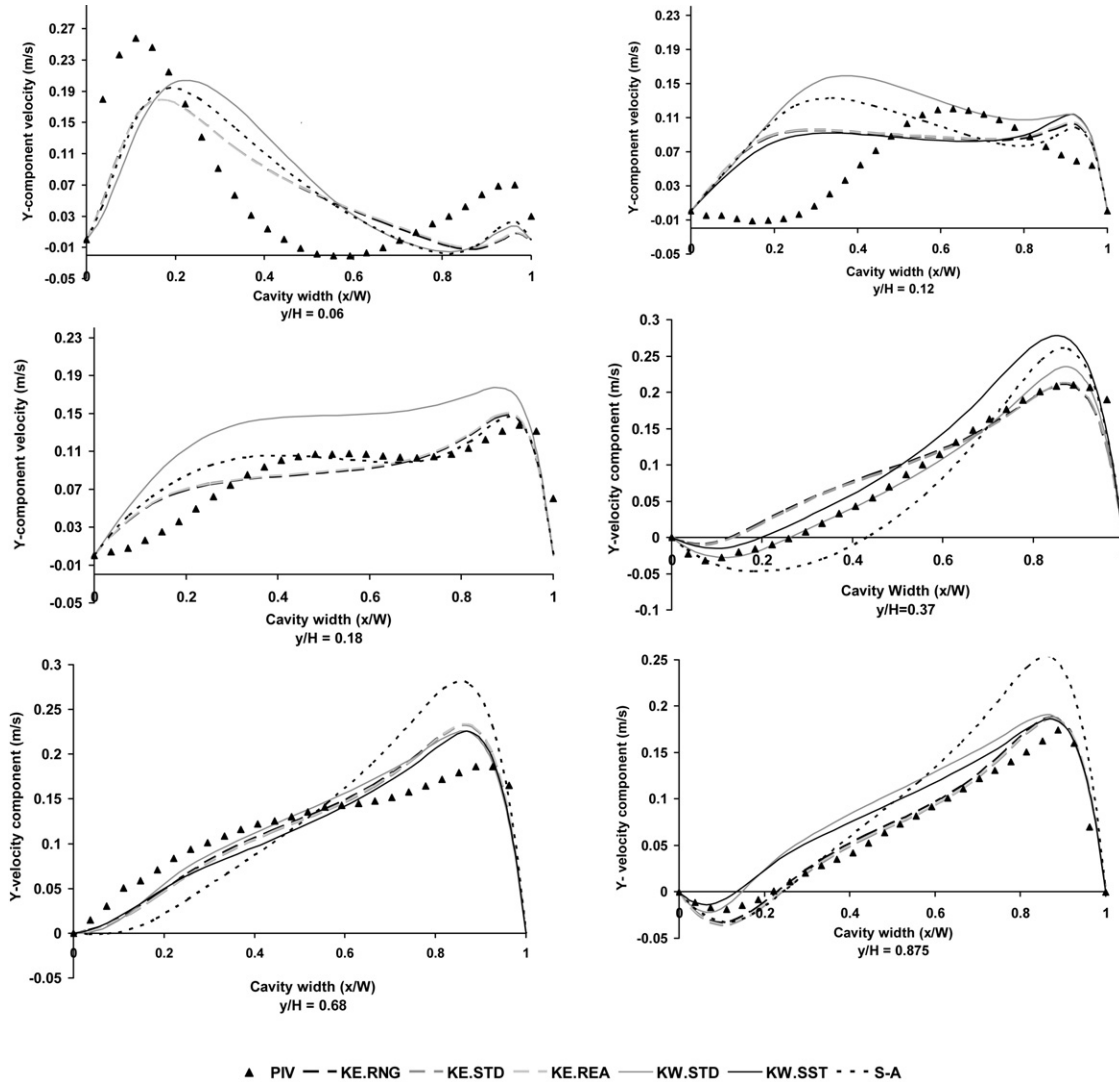 Y-component velocity (m/s)
0.27
0.23
0.19
0.15
0.11
0.07
0.03
-0.01
-0.05
0 0.2 0.4 0.6 0.8 1
Cavity width (x/W)
y/H = 0.06
Y-component velocity (m/s)
0.23
0.19
0.15
0.11
0.07
0.03
-0.01
-0.05
0 0.2 0.4 0.6 0.8 1
Cavity width (x/W)
y/H = 0.12
Y-component velocity (m/s)
0.23
0.19
0.15
0.11
0.07
0.03
-0.01
-0.05
0 0.2 0.4 0.6 0.8 1
Cavity width (x/W)
y/H = 0.18
Y-velocity component (m/s)
0.3
0.25
0.2
0.15
0.1
0.05
0
-0.05
-0.1
0 0.2 0.4 0.6 0.8
Cavity Width (x/W)
y/H=0.37
Y-velocity component (m/s)
0.3
0.25
0.2
0.15
0.1
0.05
0
-0.05
0 0.2 0.4 0.6 0.8 1
Cavity width (x/W)
y/H = 0.68
Y- velocity component (m/s)
0.25
0.2
0.15
0.1
0.05
0
-0.05
0 0.2 0.4 0.6 0.8 1
Cavity width (x/W)
y/H = 0.875
PIV KE.RNG KE.STD KE.REA KW.STD KW.SST S-A